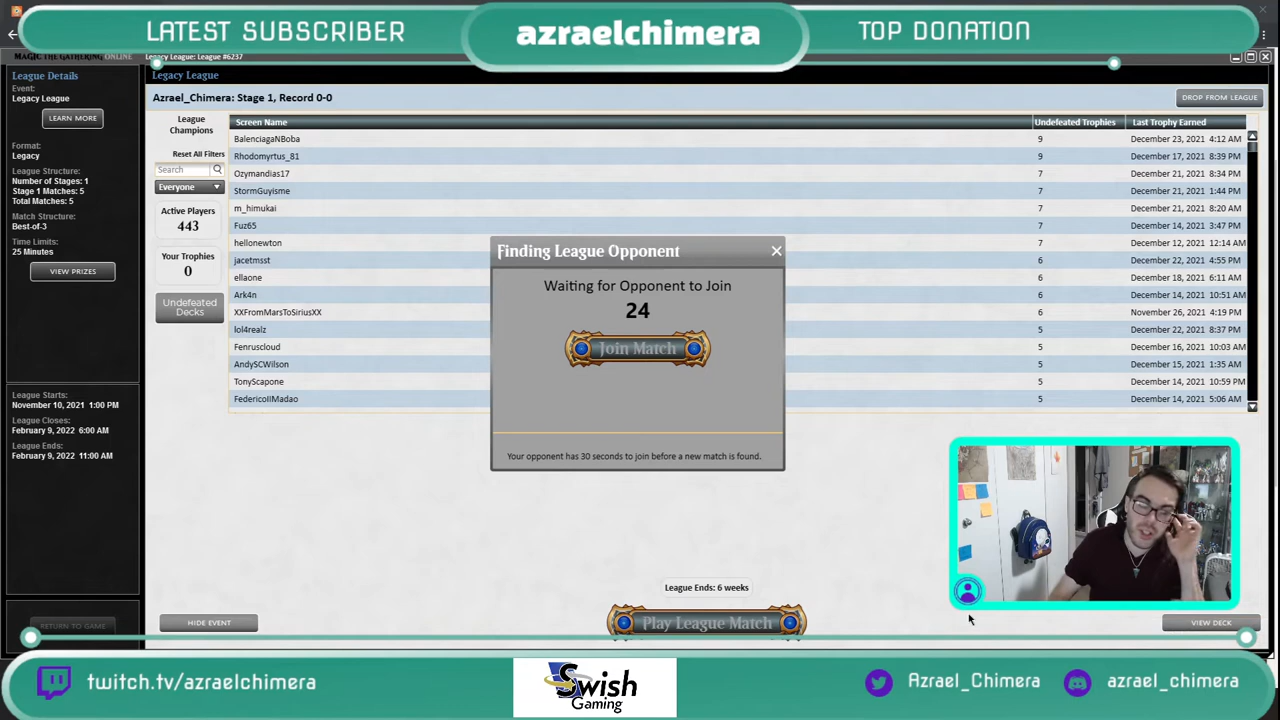 LATEST SUBSCRIBER
azraelchimera
TOP DONATION
MAGIC THE GATHERING ONLINE
Legacy League: League #6237
League Details
Event:
Legacy League
LEARN MORE
Format:
Legacy
League Structure:
Number of Stages: 1
Stage 1 Matches: 5
Total Matches: 5
Match Structure:
Best-of-3
Time Limits:
25 Minutes
VIEW PRIZES
League Starts:
November 10, 2021 1:00 PM
League Closes:
February 9, 2022 6:00 AM
League Ends:
February 9, 2022 11:00 AM
RETURN TO GAME
Legacy League
Azrael_Chimera: Stage 1, Record 0-0
DROP FROM LEAGUE
League Champions
Reset All Filters
Search
Everyone
Active Players
443
Your Trophies
0
Undefeated Decks
Screen Name Undefeated Trophies Last Trophy Earned
BalenciagaNBoba 9 December 23, 2021 4:12 AM
Rhodomyrtus_81 9 December 17, 2021 8:39 PM
Ozymandias17 7 December 21, 2021 8:34 PM
StormGuyisme 7 December 21, 2021 1:44 PM
m_himukai 7 December 21, 2021 8:20 AM
Fuz65 7 December 14, 2021 3:47 PM
hellonewton 7 December 12, 2021 12:14 AM
jacetmsst 6 December 22, 2021 4:55 PM
ellaone 6 December 18, 2021 6:11 AM
Ark4n 6 December 14, 2021 10:51 AM
XXFromMarsToSiriusXX 6 November 26, 2021 4:19 PM
lol4realz 5 December 22, 2021 8:37 PM
Fenruscloud 5 December 16, 2021 10:03 AM
AndySCWilson 5 December 15, 2021 1:35 AM
TonyScapone 5 December 14, 2021 10:59 PM
FedericoIIMadao 5 December 14, 2021 5:06 AM
Finding League Opponent
Waiting for Opponent to Join
24
Join Match
Your opponent has 30 seconds to join before a new match is found.
League Ends: 6 weeks
HIDE EVENT
Play League Match
VIEW DECK
twitch.tv/azraelchimera
Swish
Gaming
Azrael_Chimera
azrael_chimera